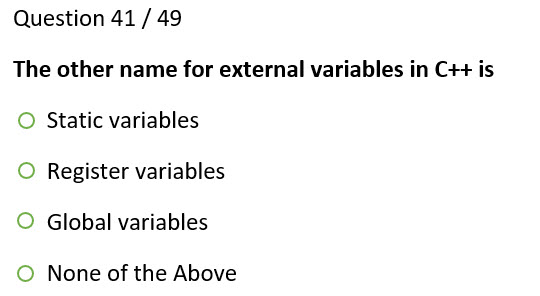 Question 41 / 49
The other name for external variables in C++ is
Static variables
Register variables
Global variables
None of the Above